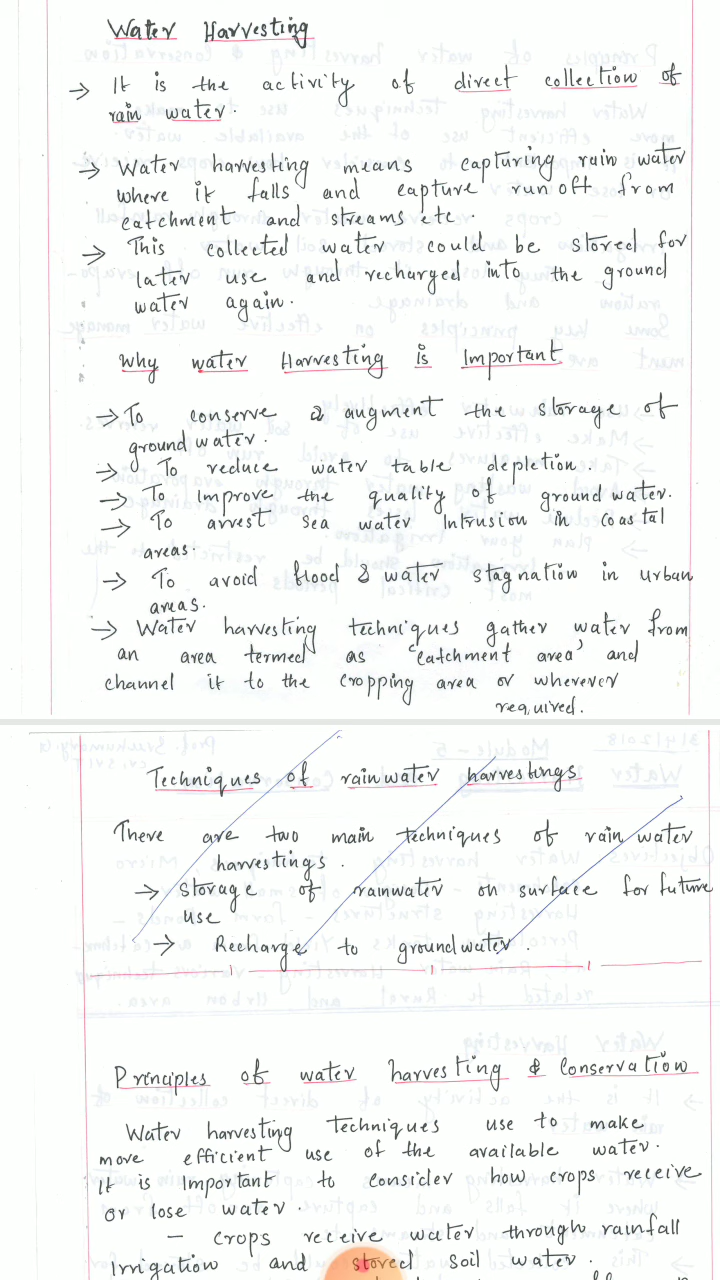 Water Harvesting
→ It is the activity of direct collection of
rain water.
→ Water harvesting means capturing rain water
where it falls and capture run off from
catchment and streams etc.
→ This collected water could be stored for
later use and recharged into the ground
water again.
Why water Harvesting is Important
→ To conserve & augment the storage of
ground water.
→ To reduce water table depletion.
→ To Improve the quality of ground water.
→ To arrest sea water Intrusion in coastal
areas.
→ To avoid flood & water stagnation in urban
areas.
→ Water harvesting techniques gather water from
an area termed as 'catchment area' and
channel it to the cropping area or wherever
required.
Techniques of rainwater harvestings
There are two main techniques of rain water
harvestings.
→ Storage of rainwater on surface for future
use
→ Recharge to ground water.
Principles of water harvesting & Conservation
Water harvesting techniques use to make
more efficient use of the available water.
It is Important to consider how crops receive
or lose water.
– crops receive water through rainfall
Irrigation and stored soil water.